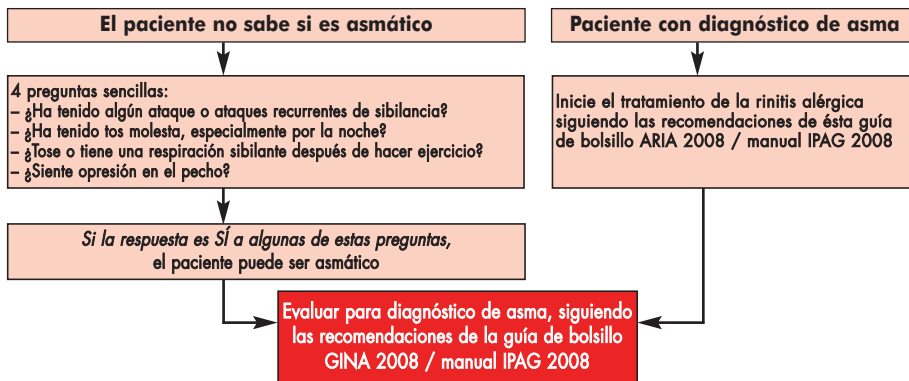 El paciente no sabe si es asmático
4 preguntas sencillas:
– ¿Ha tenido algún ataque o ataques recurrentes de sibilancia?
– ¿Ha tenido tos molesta, especialmente por la noche?
– ¿Tose o tiene una respiración sibilante después de hacer ejercicio?
– ¿Siente opresión en el pecho?
Si la respuesta es SÍ a algunas de estas preguntas,
el paciente puede ser asmático
Paciente con diagnóstico de asma
Inicie el tratamiento de la rinitis alérgica
siguiendo las recomendaciones de ésta guía
de bolsillo ARIA 2008 / manual IPAG 2008
Evaluar para diagnóstico de asma, siguiendo
las recomendaciones de la guía de bolsillo
GINA 2008 / manual IPAG 2008